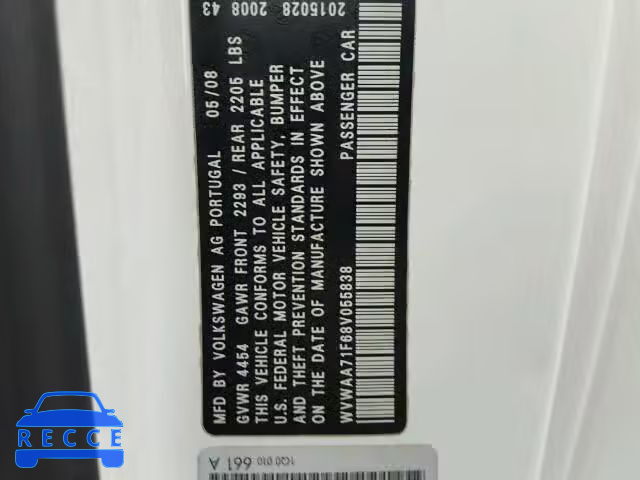 2015028
2008 43
MFD BY VOLKSWAGEN AG PORTUGAL 05/08
GVWR 4454 GAWR FRONT 2293 / REAR 2205 LBS
THIS VEHICLE CONFORMS TO ALL APPLICABLE
U.S. FEDERAL MOTOR VEHICLE SAFETY, BUMPER
AND THEFT PREVENTION STANDARDS IN EFFECT
ON THE DATE OF MANUFACTURE SHOWN ABOVE
PASSENGER CAR
WVWAA71F68V055838
1Q0 010 661 A
RECCE